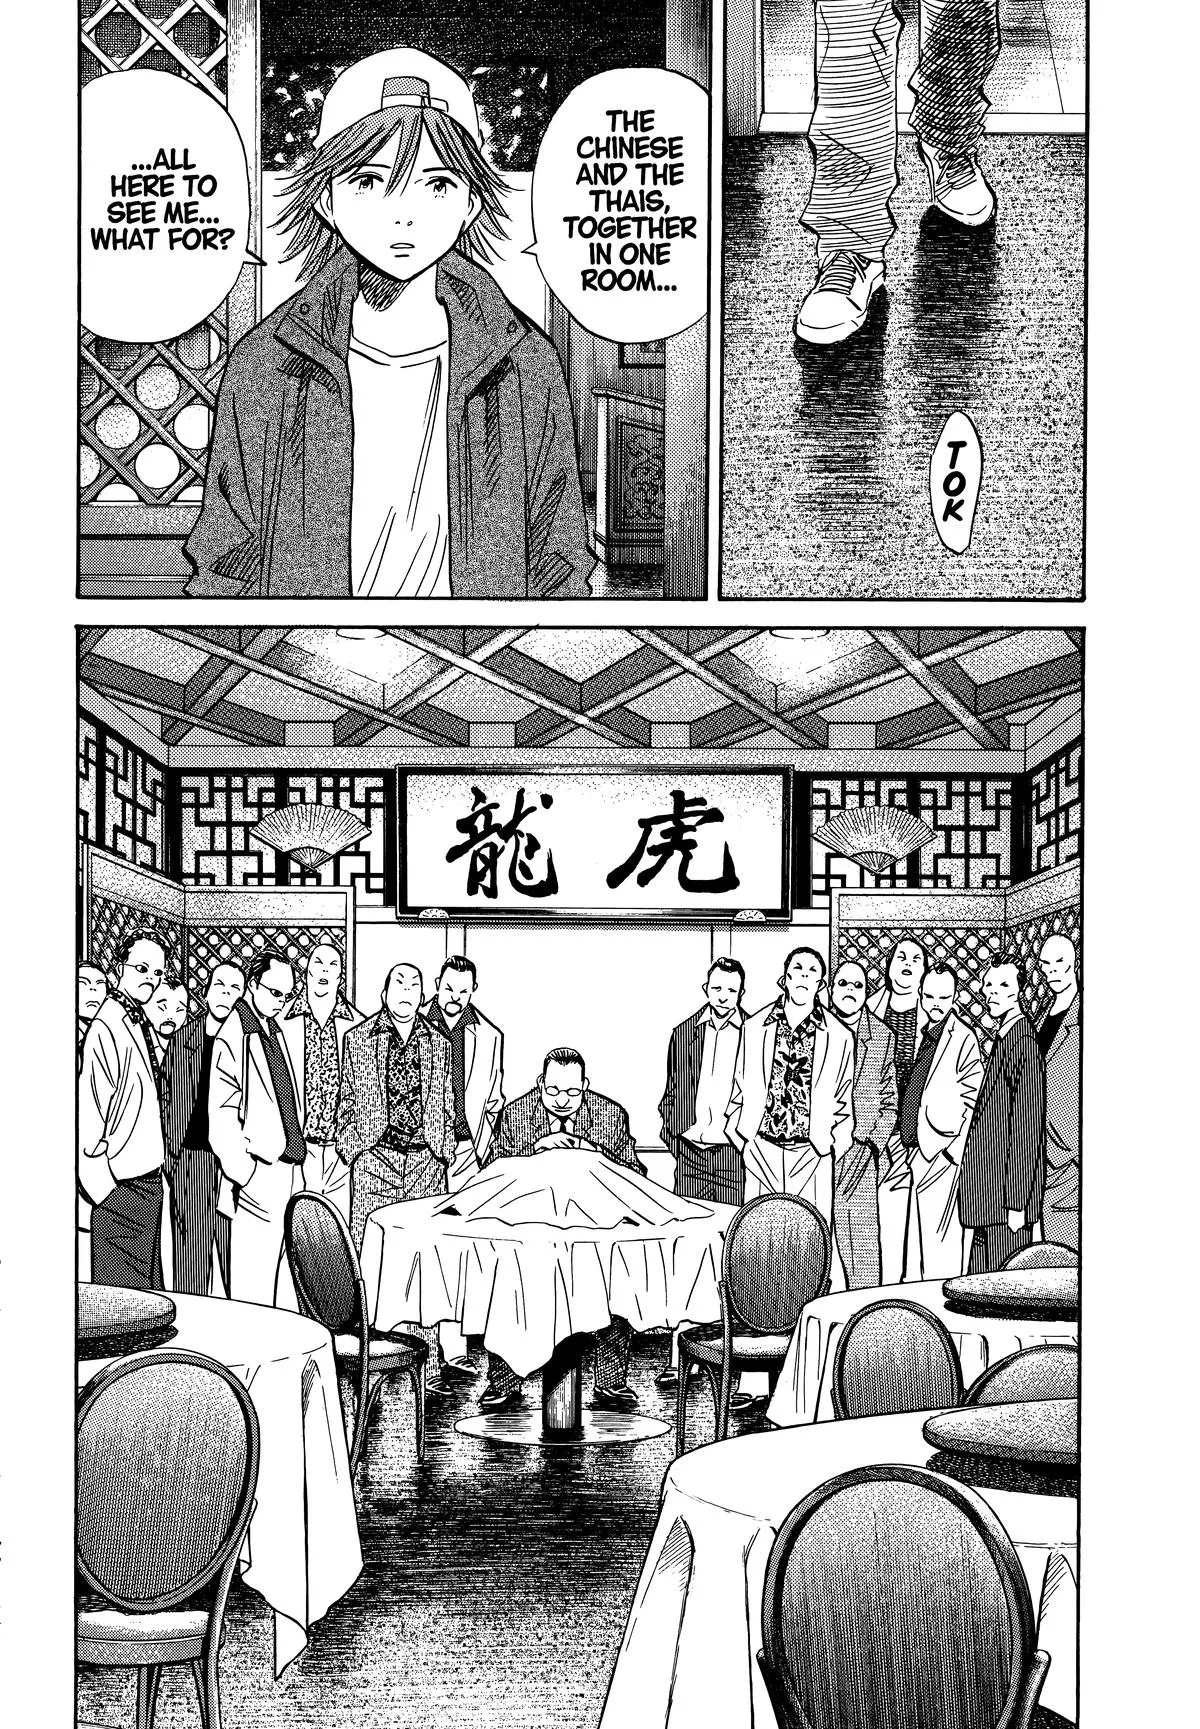 TOK
THE
CHINESE
AND THE
THAIS,
TOGETHER
IN ONE
ROOM...
...ALL
HERE TO
SEE ME...
WHAT FOR?
龍虎